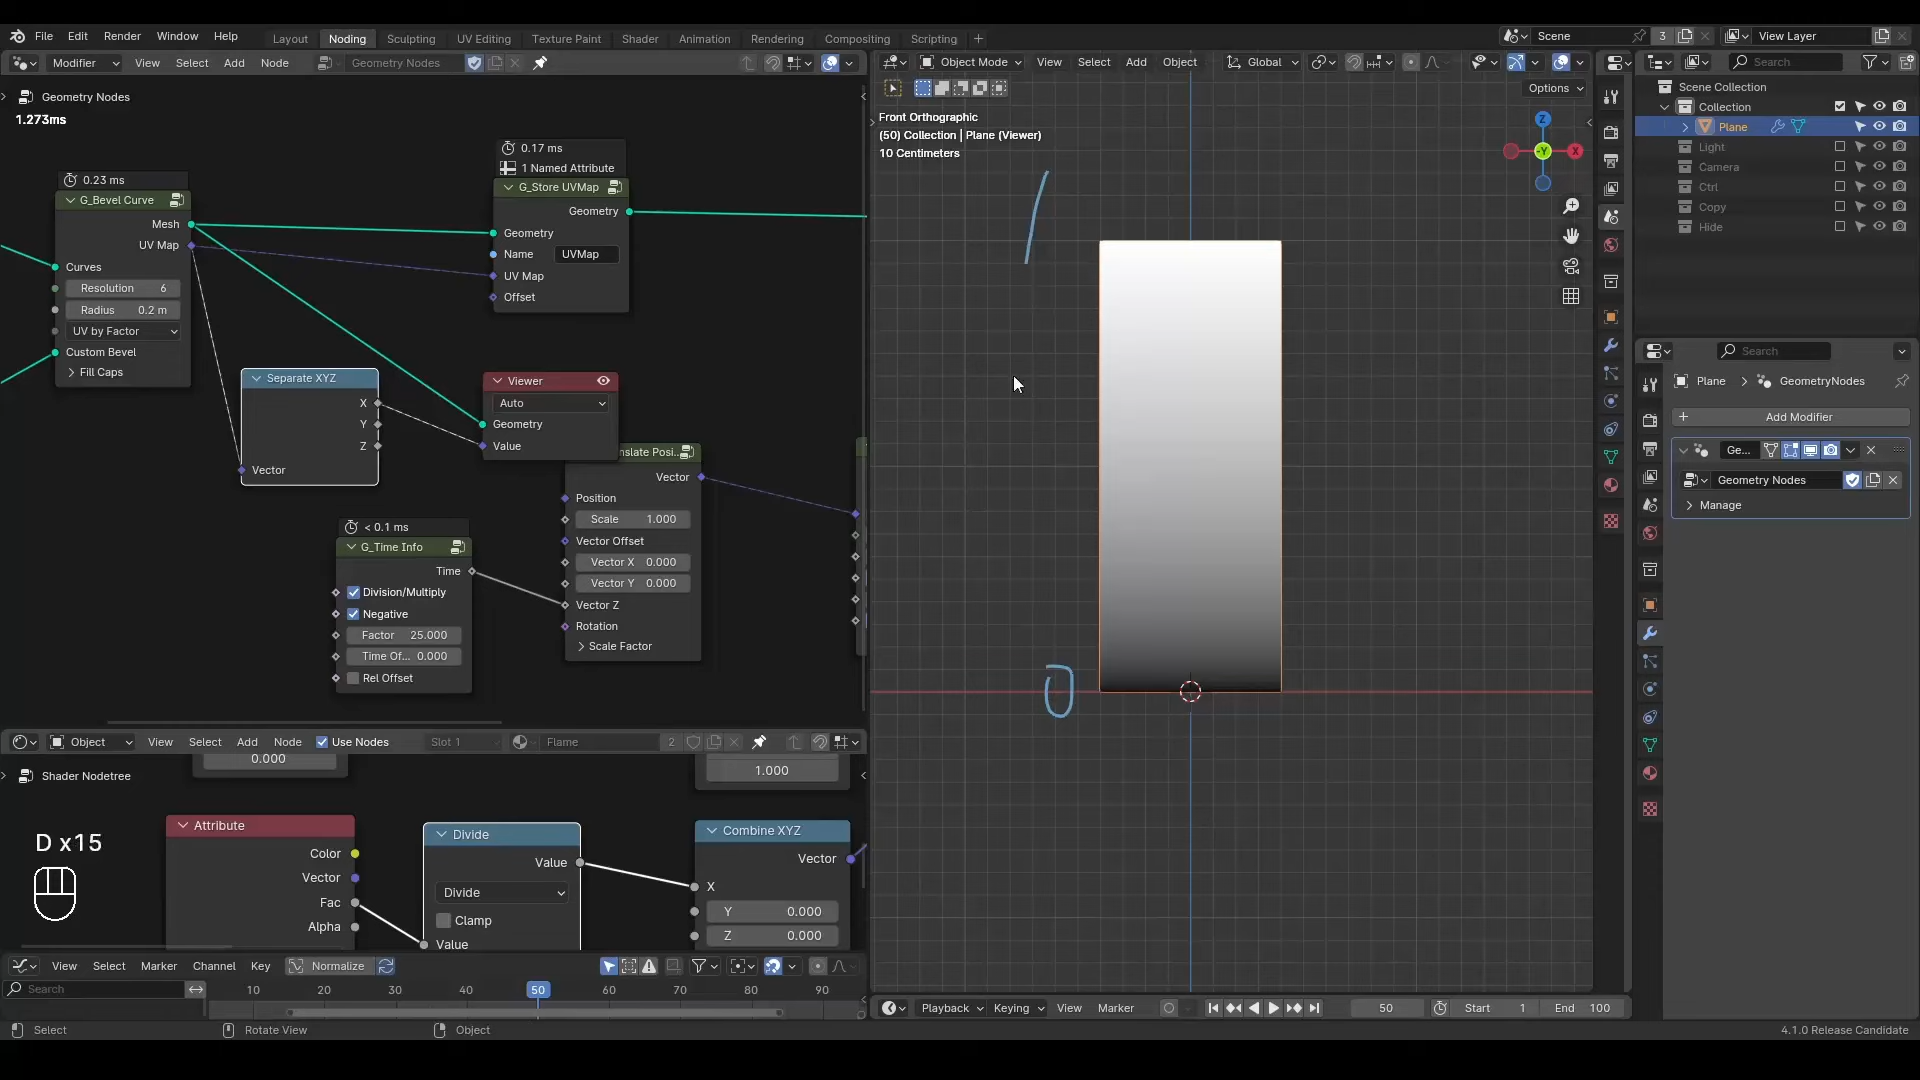 File Edit Render Window Help
Layout Noding Sculpting UV Editing Texture Paint Shader Animation Rendering Compositing Scripting +
Scene 3 View Layer
Modifier View Select Add Node Geometry Nodes
Object Mode View Select Add Object Global
Search
Options
Geometry Nodes
1.273ms
0.23 ms
G_Bevel Curve
Mesh
UV Map
Curves
Resolution 6
Radius 0.2 m
UV by Factor
Custom Bevel
Fill Caps
0.17 ms
1 Named Attribute
G_Store UVMap
Geometry
Geometry
Name UVMap
UV Map
Offset
Separate XYZ
X
Y
Z
Vector
Viewer
Auto
Geometry
Value
nslate Posi...
Vector
Position
Scale 1.000
Vector Offset
Vector X 0.000
Vector Y 0.000
Vector Z
Rotation
Scale Factor
< 0.1 ms
G_Time Info
Time
Division/Multiply
Negative
Factor 25.000
Time Of... 0.000
Rel Offset
Front Orthographic
(50) Collection | Plane (Viewer)
10 Centimeters
Z
-Y
X
1
0
Scene Collection
Collection
Plane
Light
Camera
Ctrl
Copy
Hide
Search
Plane GeometryNodes
+ Add Modifier
Ge...
Geometry Nodes
Manage
Object View Select Add Node Use Nodes Slot 1 Flame 2
Shader Nodetree
0.000
1.000
Attribute
Color
Vector
Fac
Alpha
Divide
Value
Divide
Clamp
Value
Combine XYZ
Vector
X
Y 0.000
Z 0.000
D x15
View Select Marker Channel Key Normalize
Search
10 20 30 40 50 60 70 80 90
Playback Keying View Marker 50 Start 1 End 100
Select Rotate View Object 4.1.0 Release Candidate